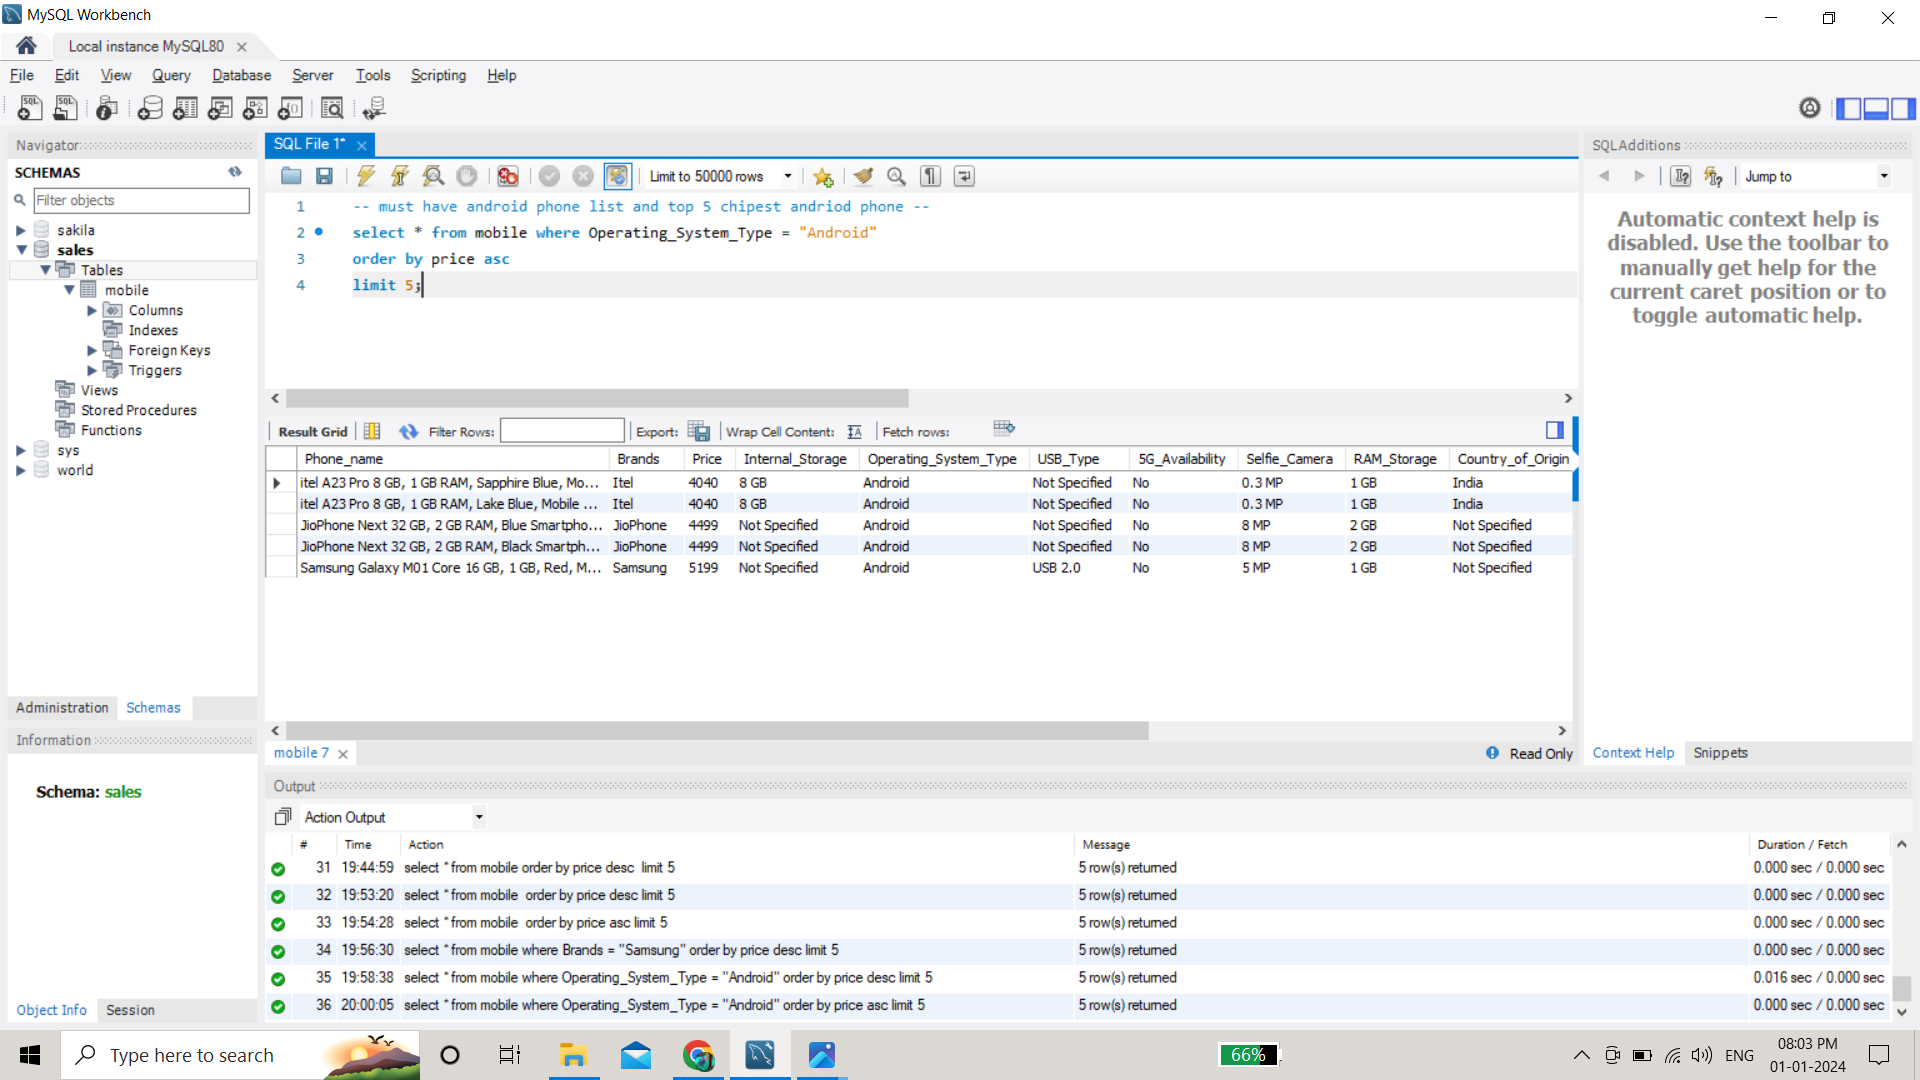 MySQL Workbench
Local instance MySQL80
File Edit View Query Database Server Tools Scripting Help
Navigator
SCHEMAS
Filter objects
sakila
sales
Tables
mobile
Columns
Indexes
Foreign Keys
Triggers
Views
Stored Procedures
Functions
sys
world
Administration Schemas
Information
Schema: sales
Object Info Session
SQL File 1*
Limit to 50000 rows
1 -- must have android phone list and top 5 chipest andriod phone --
2 select * from mobile where Operating_System_Type = "Android"
3 order by price asc
4 limit 5;
Result Grid Filter Rows: Export: Wrap Cell Content: Fetch rows:
Phone_name Brands Price Internal_Storage Operating_System_Type USB_Type 5G_Availability Selfie_Camera RAM_Storage Country_of_Origin
itel A23 Pro 8 GB, 1 GB RAM, Sapphire Blue, Mo... Itel 4040 8 GB Android Not Specified No 0.3 MP 1 GB India
itel A23 Pro 8 GB, 1 GB RAM, Lake Blue, Mobile ... Itel 4040 8 GB Android Not Specified No 0.3 MP 1 GB India
JioPhone Next 32 GB, 2 GB RAM, Blue Smartpho... JioPhone 4499 Not Specified Android Not Specified No 8 MP 2 GB Not Specified
JioPhone Next 32 GB, 2 GB RAM, Black Smartph... JioPhone 4499 Not Specified Android Not Specified No 8 MP 2 GB Not Specified
Samsung Galaxy M01 Core 16 GB, 1 GB, Red, M... Samsung 5199 Not Specified Android USB 2.0 No 5 MP 1 GB Not Specified
mobile 7
Read Only
SQLAdditions
Jump to
Automatic context help is
disabled. Use the toolbar to
manually get help for the
current caret position or to
toggle automatic help.
Context Help Snippets
Output
Action Output
# Time Action Message Duration / Fetch
31 19:44:59 select * from mobile order by price desc limit 5 5 row(s) returned 0.000 sec / 0.000 sec
32 19:53:20 select * from mobile order by price desc limit 5 5 row(s) returned 0.000 sec / 0.000 sec
33 19:54:28 select * from mobile order by price asc limit 5 5 row(s) returned 0.000 sec / 0.000 sec
34 19:56:30 select * from mobile where Brands = "Samsung" order by price desc limit 5 5 row(s) returned 0.000 sec / 0.000 sec
35 19:58:38 select * from mobile where Operating_System_Type = "Android" order by price desc limit 5 5 row(s) returned 0.016 sec / 0.000 sec
36 20:00:05 select * from mobile where Operating_System_Type = "Android" order by price asc limit 5 5 row(s) returned 0.000 sec / 0.000 sec
Type here to search
66%
ENG
08:03 PM
01-01-2024